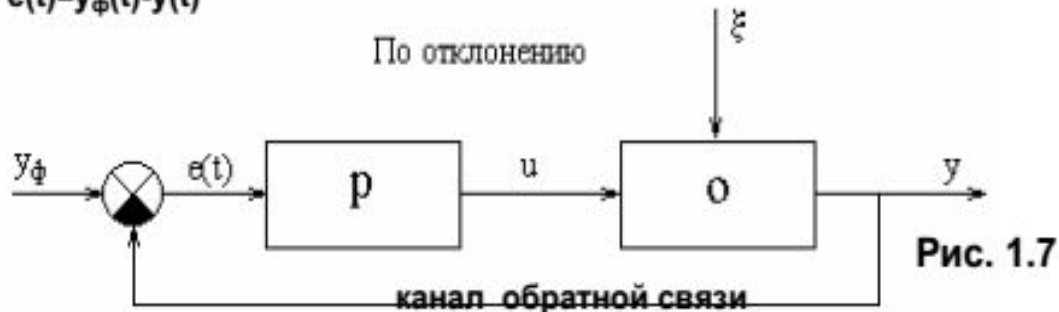 e(t)=yф(t)-y(t)
По отклонению
ξ
yф
e(t)
р
u
о
y
Рис. 1.7
канал обратной связи